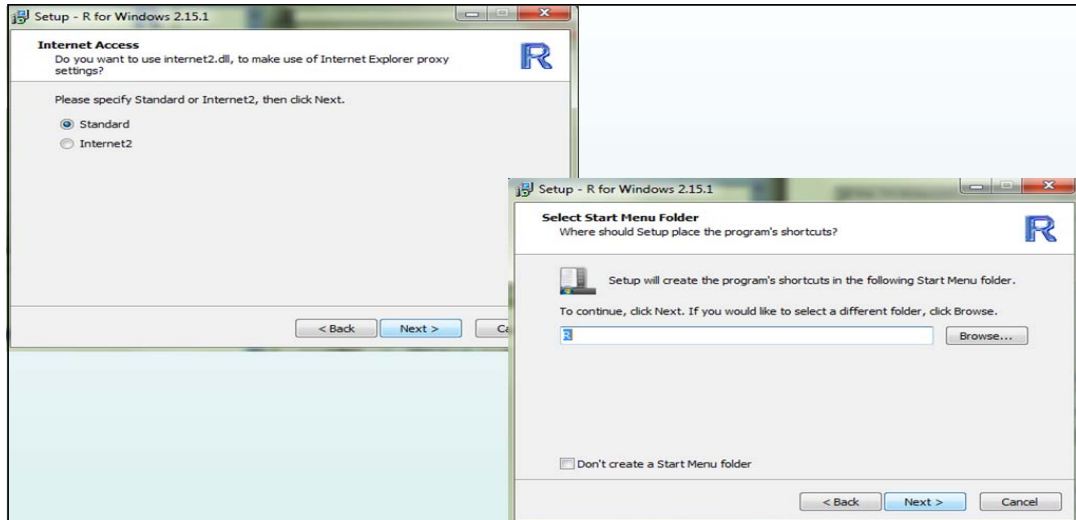 Setup - R for Windows 2.15.1
Internet Access
Do you want to use internet2.dll, to make use of Internet Explorer proxy
settings?
R
Please specify Standard or Internet2, then click Next.
Standard
Internet2
< Back
Next >
Ca
Setup - R for Windows 2.15.1
Select Start Menu Folder
Where should Setup place the program's shortcuts?
R
Setup will create the program's shortcuts in the following Start Menu folder.
To continue, click Next. If you would like to select a different folder, click Browse.
R
Browse...
Don't create a Start Menu folder
< Back
Next >
Cancel